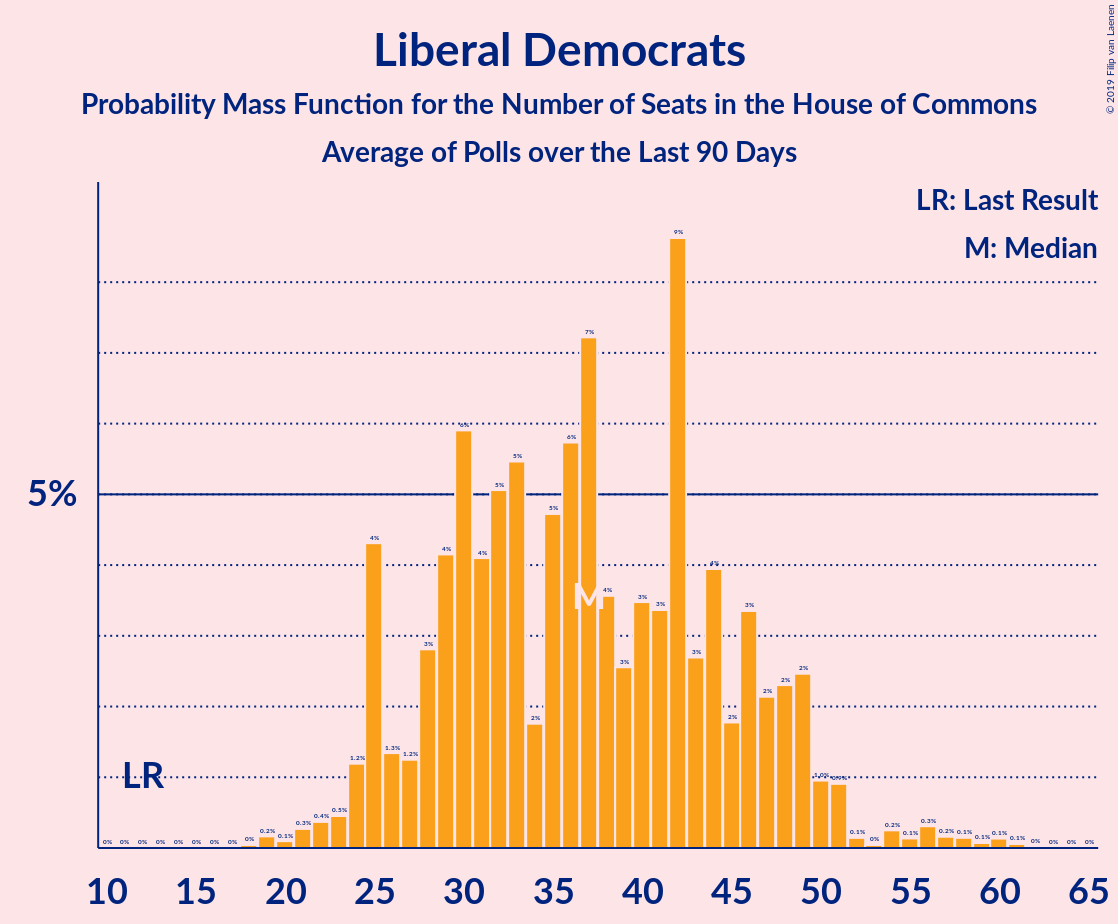 Liberal Democrats
Probability Mass Function for the Number of Seats in the House of Commons
Average of Polls over the Last 90 Days
© 2019 Filip van Laenen
LR: Last Result
M: Median
5%
LR
M
0% 0% 0% 0% 0% 0% 0% 0% 0% 0.2% 0.1% 0.3% 0.4% 0.5% 1.2% 4% 1.3% 1.2% 3% 4% 6% 4% 5% 5% 2% 5% 6% 7% 4% 3% 3% 3% 9% 3% 4% 2% 3% 2% 2% 2% 1.0% 0.9% 0.1% 0% 0.2% 0.1% 0.3% 0.2% 0.1% 0.1% 0.1% 0.1% 0% 0% 0% 0%
10 15 20 25 30 35 40 45 50 55 60 65